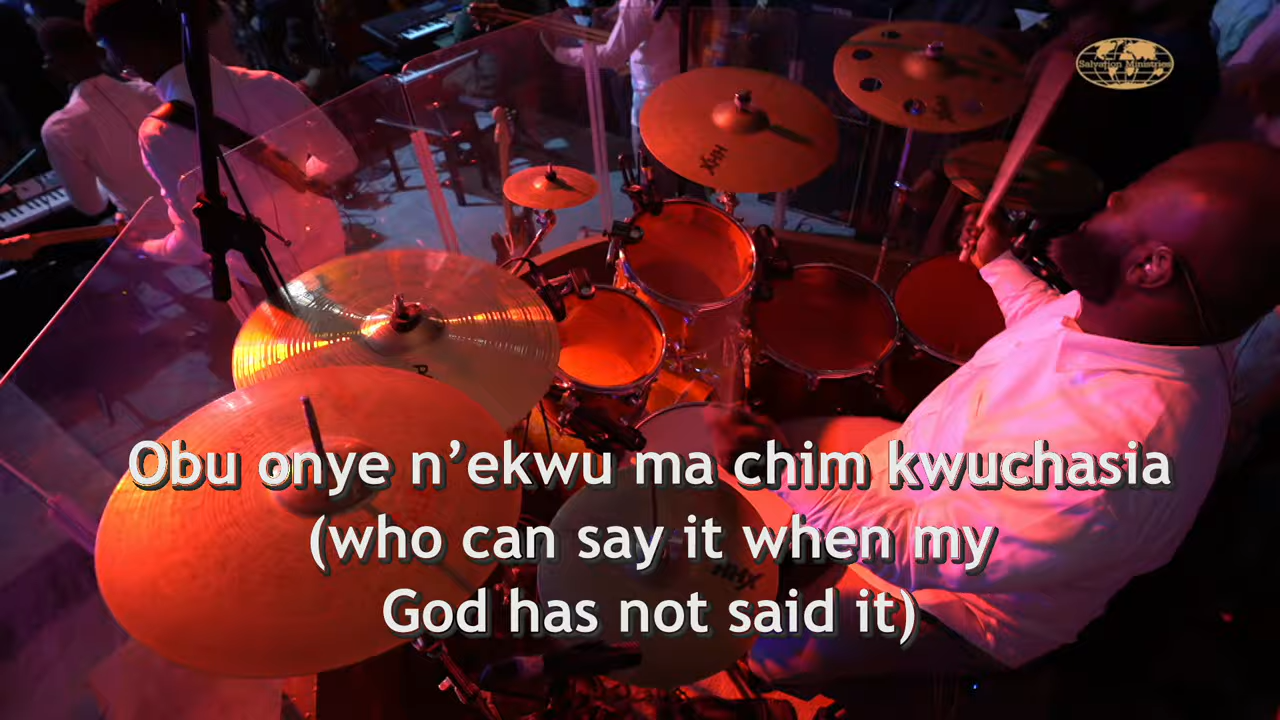 Salvation Ministries
HHX
Obu onye n’ekwu ma chim kwuchasia
(who can say it when my
God has not said it)
HHX